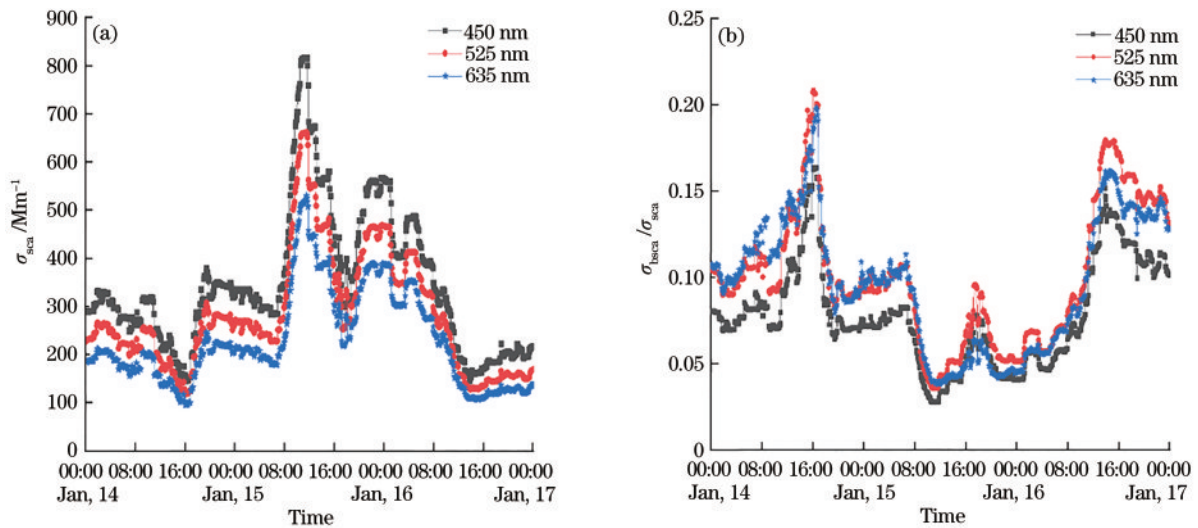 (a)
450 nm
525 nm
635 nm
σsca /Mm⁻¹
900
800
700
600
500
400
300
200
100
0
00:00 08:00 16:00 00:00 08:00 16:00 00:00 08:00 16:00 00:00
Jan, 14 Jan, 15 Jan, 16 Jan, 17
Time
(b)
450 nm
525 nm
635 nm
σbsca /σsca
0.25
0.20
0.15
0.10
0.05
0
00:00 08:00 16:00 00:00 08:00 16:00 00:00 08:00 16:00 00:00
Jan, 14 Jan, 15 Jan, 16 Jan, 17
Time